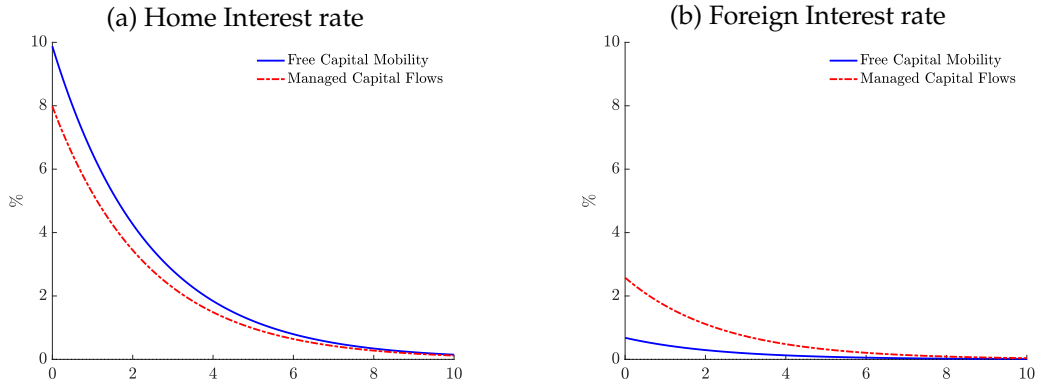 (a) Home Interest rate
10
8
6
4
2
0
%
Free Capital Mobility
Managed Capital Flows
0 2 4 6 8 10
(b) Foreign Interest rate
10
8
6
4
2
0
%
Free Capital Mobility
Managed Capital Flows
0 2 4 6 8 10